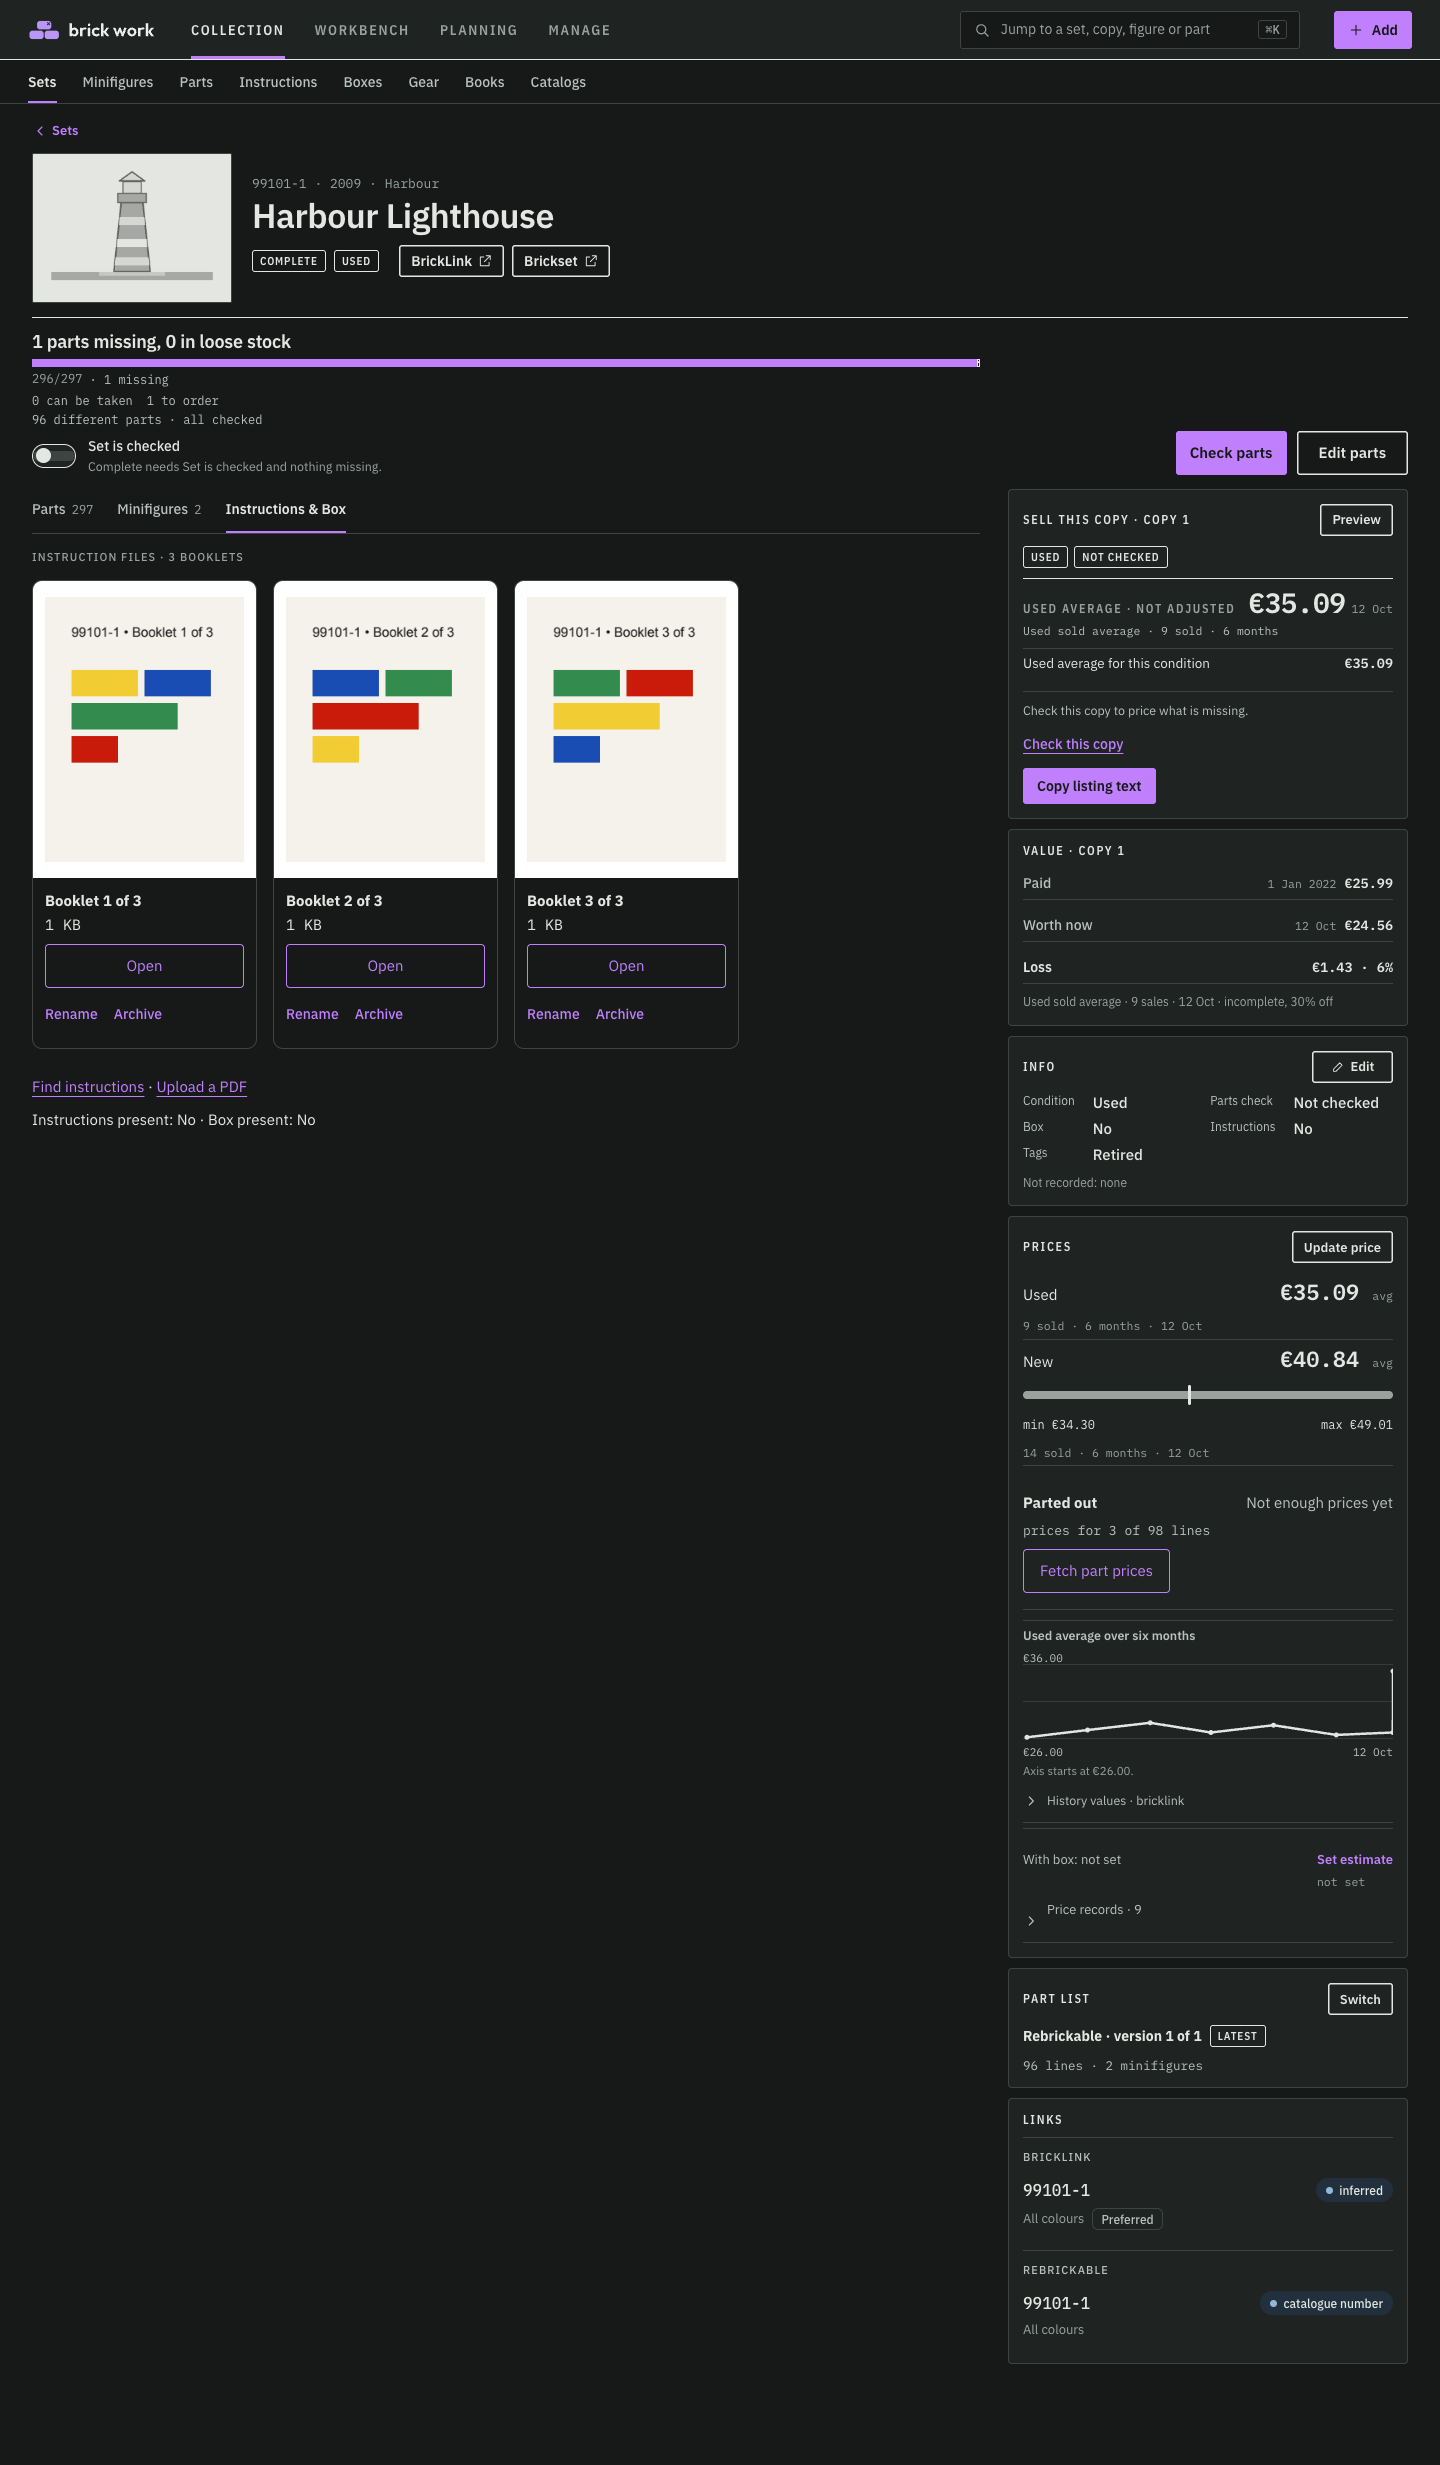 brick work COLLECTION WORKBENCH PLANNING MANAGE Jump to a set, copy, figure or part ⌘K Add
Sets Minifigures Parts Instructions Boxes Gear Books Catalogs
Sets
99101-1 · 2009 · Harbour
Harbour Lighthouse
COMPLETE USED BrickLink Brickset
1 parts missing, 0 in loose stock
296/297 · 1 missing
0 can be taken 1 to order
96 different parts · all checked
Set is checked
Complete needs Set is checked and nothing missing.
Check parts Edit parts
Parts 297 Minifigures 2 Instructions & Box
INSTRUCTION FILES · 3 BOOKLETS
99101-1 • Booklet 1 of 3
Booklet 1 of 3
1 KB
Open
Rename Archive
99101-1 • Booklet 2 of 3
Booklet 2 of 3
1 KB
Open
Rename Archive
99101-1 • Booklet 3 of 3
Booklet 3 of 3
1 KB
Open
Rename Archive
Find instructions · Upload a PDF
Instructions present: No · Box present: No
SELL THIS COPY · COPY 1 Preview
USED NOT CHECKED
USED AVERAGE · NOT ADJUSTED €35.09 12 Oct
Used sold average · 9 sold · 6 months
Used average for this condition €35.09
Check this copy to price what is missing.
Check this copy
Copy listing text
VALUE · COPY 1
Paid 1 Jan 2022 €25.99
Worth now 12 Oct €24.56
Loss €1.43 · 6%
Used sold average · 9 sales · 12 Oct · incomplete, 30% off
INFO Edit
Condition Used Parts check Not checked
Box No Instructions No
Tags Retired
Not recorded: none
PRICES Update price
Used €35.09 avg
9 sold · 6 months · 12 Oct
New €40.84 avg
min €34.30 max €49.01
14 sold · 6 months · 12 Oct
Parted out Not enough prices yet
prices for 3 of 98 lines
Fetch part prices
Used average over six months
€36.00
€26.00 12 Oct
Axis starts at €26.00.
History values · bricklink
With box: not set Set estimate
not set
Price records · 9
PART LIST Switch
Rebrickable · version 1 of 1 LATEST
96 lines · 2 minifigures
LINKS
BRICKLINK
99101-1 inferred
All colours Preferred
REBRICKABLE
99101-1 catalogue number
All colours